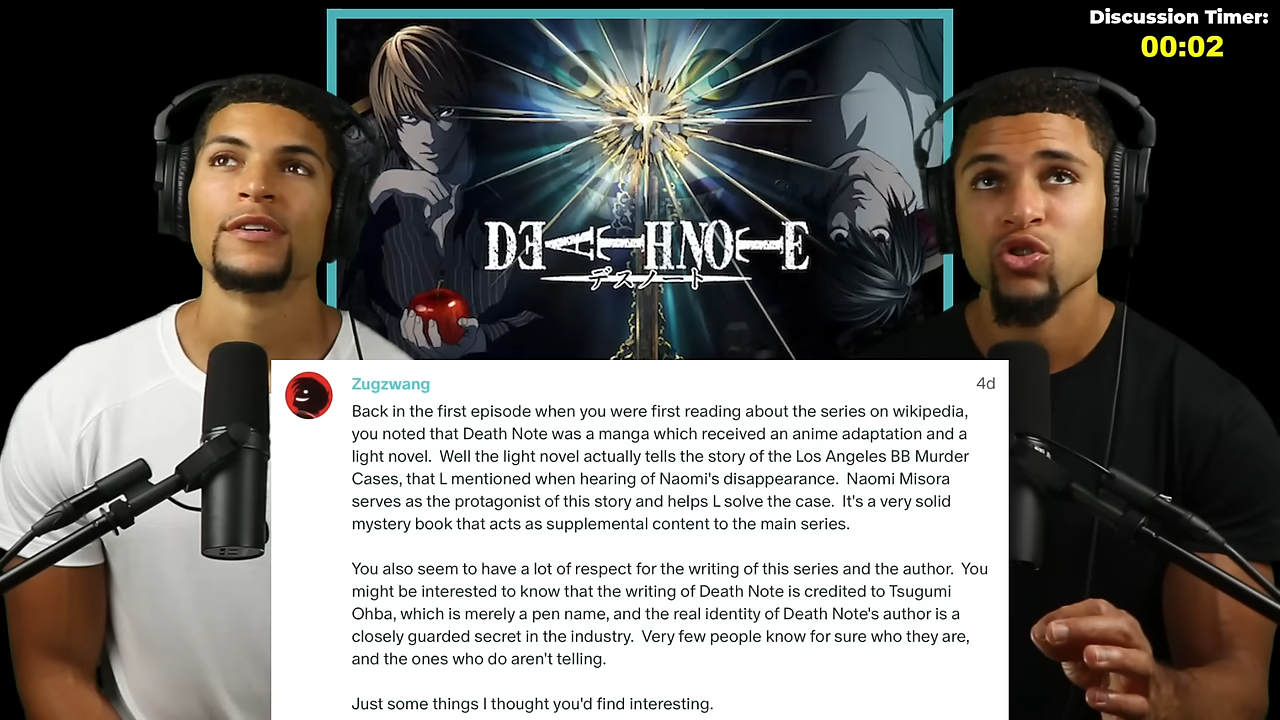 Discussion Timer:
00:02
DEATH NOTE
デスノート
Zugzwang
4d
Back in the first episode when you were first reading about the series on wikipedia,
you noted that Death Note was a manga which received an anime adaptation and a
light novel.  Well the light novel actually tells the story of the Los Angeles BB Murder
Cases, that L mentioned when hearing of Naomi's disappearance.  Naomi Misora
serves as the protagonist of this story and helps L solve the case.  It's a very solid
mystery book that acts as supplemental content to the main series.
You also seem to have a lot of respect for the writing of this series and the author.  You
might be interested to know that the writing of Death Note is credited to Tsugumi
Ohba, which is merely a pen name, and the real identity of Death Note's author is a
closely guarded secret in the industry.  Very few people know for sure who they are,
and the ones who do aren't telling.
Just some things I thought you'd find interesting.